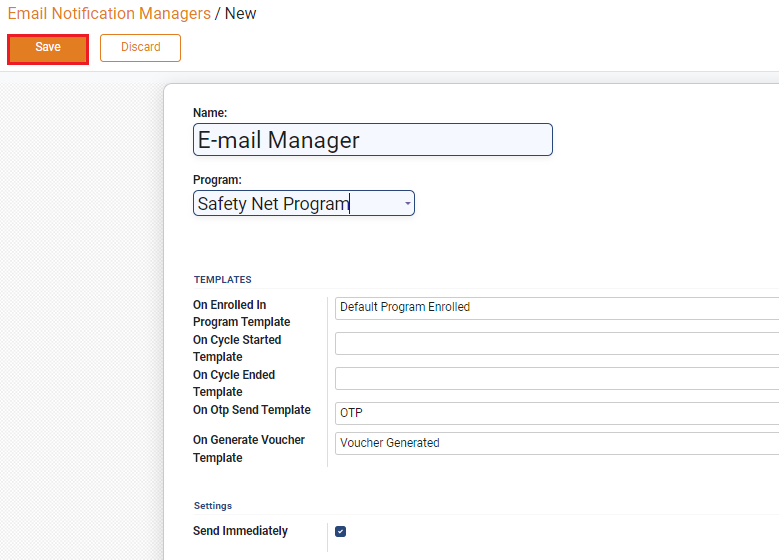 Email Notification Managers / New
Save Discard
Name:
E-mail Manager
Program:
Safety Net Program
TEMPLATES
On Enrolled In
Program Template
Default Program Enrolled
On Cycle Started
Template
On Cycle Ended
Template
On Otp Send Template
OTP
On Generate Voucher
Template
Voucher Generated
Settings
Send Immediately